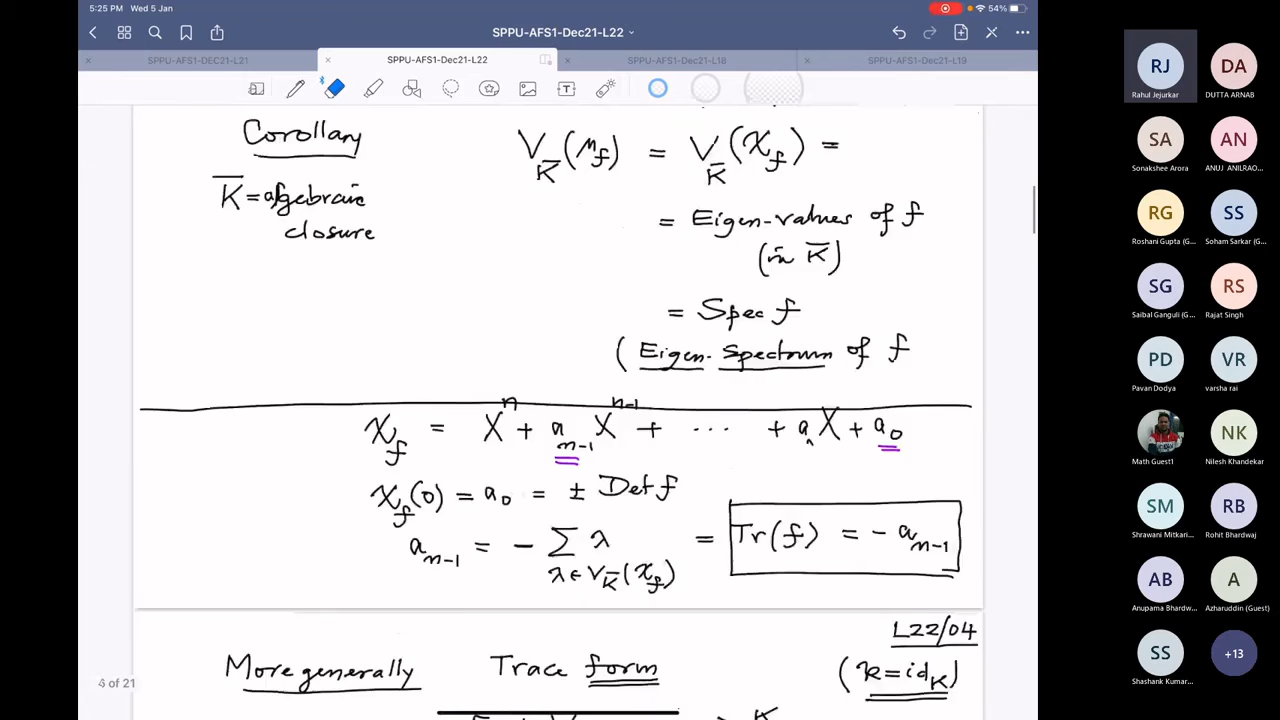 5:25 PM Wed 5 Jan
54%
SPPU-AFS1-Dec21-L22
SPPU-AFS1-DEC21-L21
SPPU-AFS1-Dec21-L22
SPPU-AFS1-Dec21-L18
SPPU-AFS1-Dec21-L19
Corollary
K̅ = algebraic
closure
V_K̅(μ_f) = V_K̅(χ_f) =
= Eigen-values of f
(in K̅)
= Spec f
(Eigen-Spectrum of f
χ_f = X^n + a_{n-1} X^{n-1} + ... + a_1 X + a_0
χ_f(0) = a_0 = ± Det f
a_{n-1} = - Σ_{λ∈V_K̅(χ_f)} λ = Tr(f) = - a_{n-1}
L22/04
More generally Trace form (κ=id_K)
6 of 21
RJ
Rahul Jejurkar
DA
DUTTA ARNAB
SA
Sonakshee Arora
AN
ANUJ ANILRAO...
RG
Roshani Gupta (G...
SS
Soham Sarkar (G...
SG
Saibal Ganguli (G...
RS
Rajat Singh
PD
Pavan Dodya
VR
varsha rai
Math Guest1
NK
Nilesh Khandekar
SM
Shrawani Mitkari...
RB
Rohit Bhardwaj
AB
Anupama Bhardw...
A
Azharuddin (Guest)
SS
Shashank Kumar...
+13